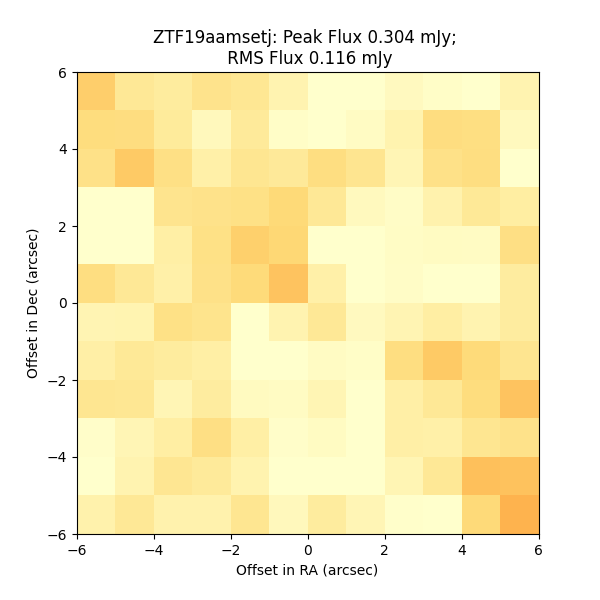 ZTF19aamsetj: Peak Flux 0.304 mJy;
RMS Flux 0.116 mJy
6
4
2
0
−2
−4
−6
Offset in Dec (arcsec)
−6 −4 −2 0 2 4 6
Offset in RA (arcsec)